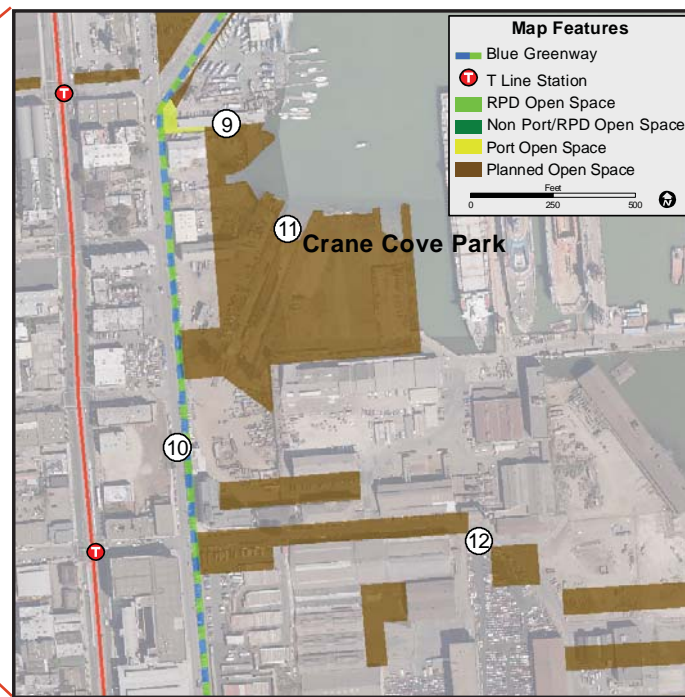 Map Features
Blue Greenway
T T Line Station
RPD Open Space
Non Port/RPD Open Space
Port Open Space
Planned Open Space
Feet
0 250 500
N
T
9
11
Crane Cove Park
10
T
12